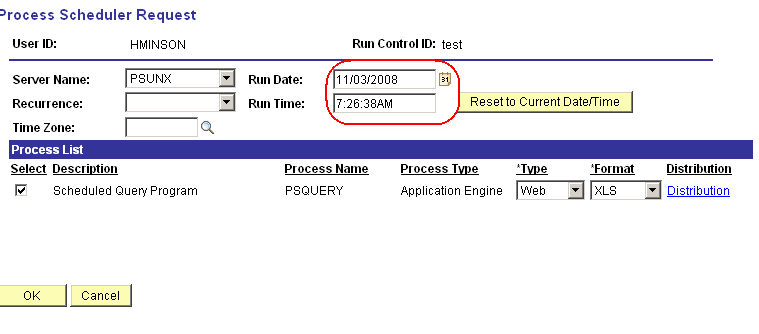 Process Scheduler Request
User ID: HMINSON Run Control ID: test
Server Name: PSUNX Run Date: 11/03/2008 31
Recurrence: Run Time: 7:26:38AM Reset to Current Date/Time
Time Zone:
Process List
Select Description Process Name Process Type *Type *Format Distribution
Scheduled Query Program PSQUERY Application Engine Web XLS Distribution
OK Cancel